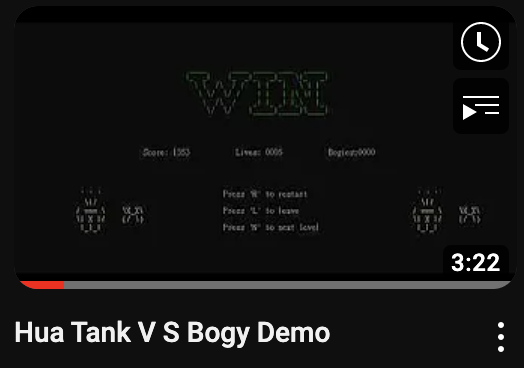 WIN
Score: 1353 Lives: 0005 Bogies:0000
Press 'R' to restart
Press 'L' to leave
Press 'N' to next level
3:22
Hua Tank V S Bogy Demo